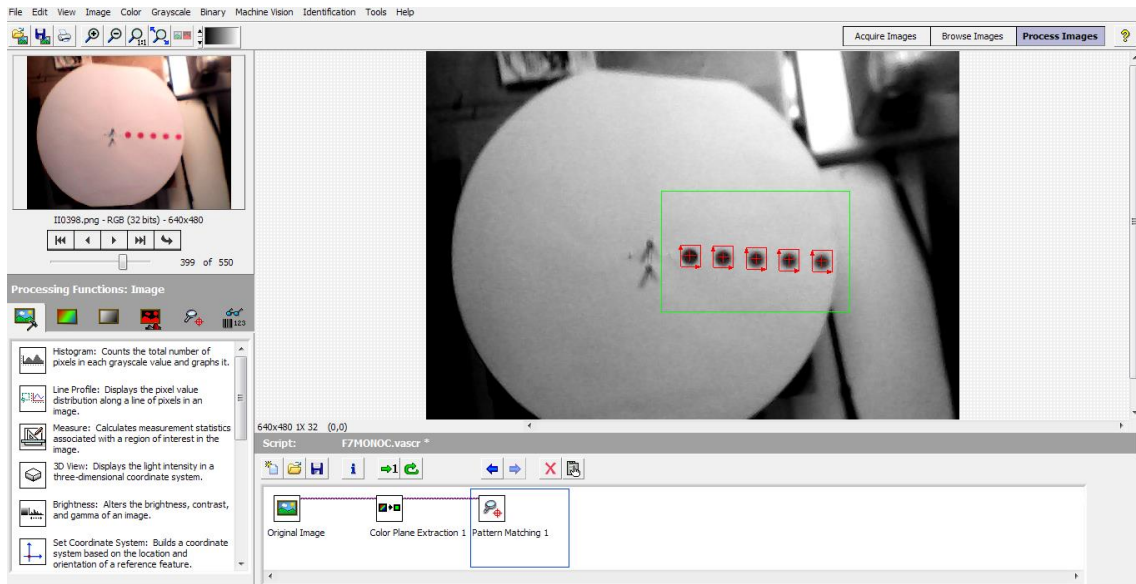 File Edit View Image Color Grayscale Binary Machine Vision Identification Tools Help
1:1
Acquire Images Browse Images Process Images ?
II0398.png - RGB (32 bits) - 640x480
399 of 550
Processing Functions: Image
123
Histogram: Counts the total number of
pixels in each grayscale value and graphs it.
Line Profile: Displays the pixel value
distribution along a line of pixels in an
image.
Measure: Calculates measurement statistics
associated with a region of interest in the
image.
3D View: Displays the light intensity in a
three-dimensional coordinate system.
Brightness: Alters the brightness, contrast,
and gamma of an image.
Set Coordinate System: Builds a coordinate
system based on the location and
orientation of a reference feature.
640x480 1X 32 (0,0)
Script: F7MONOC.vascr *
i 1
Original Image Color Plane Extraction 1 Pattern Matching 1